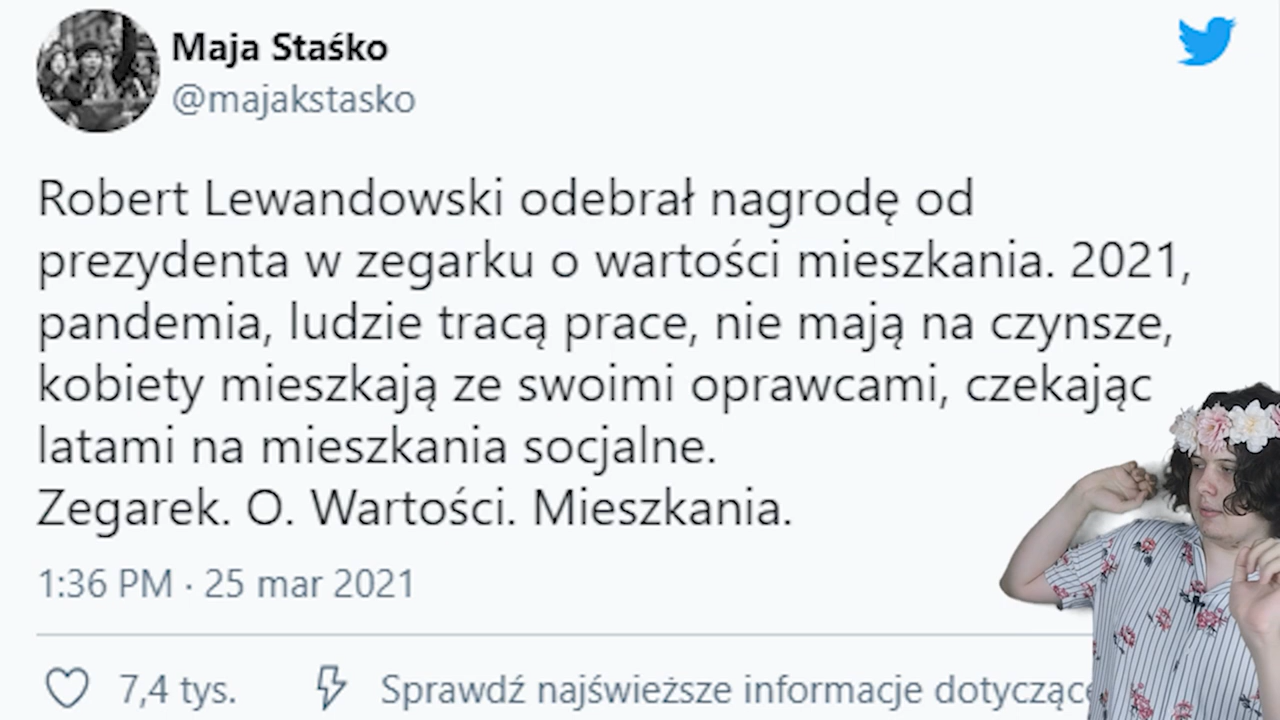 Maja Staśko
@majakstasko
Robert Lewandowski odebrał nagrodę od
prezydenta w zegarku o wartości mieszkania. 2021,
pandemia, ludzie tracą prace, nie mają na czynsze,
kobiety mieszkają ze swoimi oprawcami, czekając
latami na mieszkania socjalne.
Zegarek. O. Wartości. Mieszkania.
1:36 PM · 25 mar 2021
7,4 tys. Sprawdź najświeższe informacje dotyczące